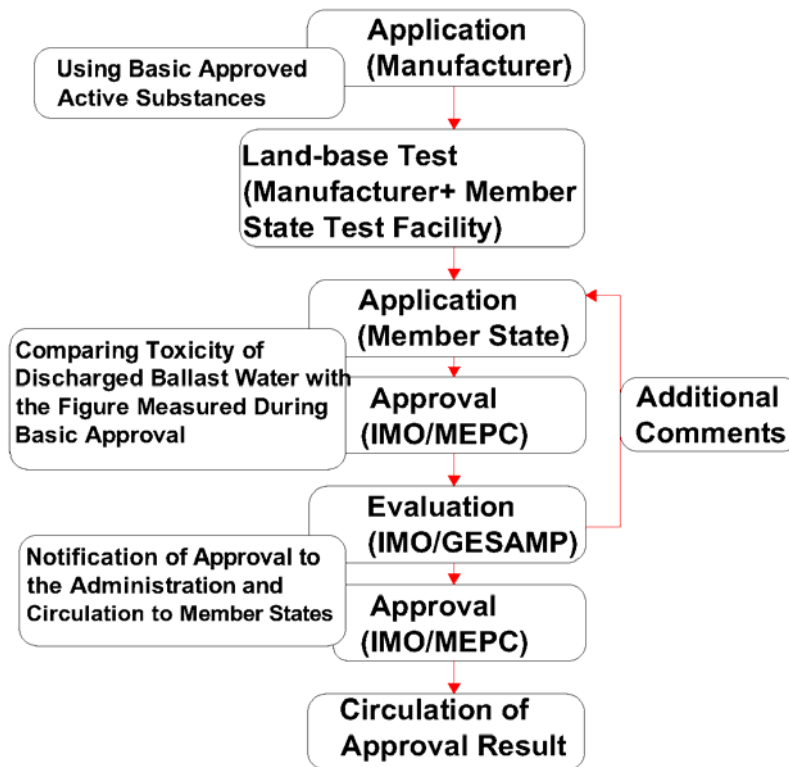 Application
(Manufacturer)
Using Basic Approved
Active Substances
Land-base Test
(Manufacturer+ Member
State Test Facility)
Application
(Member State)
Comparing Toxicity of
Discharged Ballast Water with
the Figure Measured During
Basic Approval
Approval
(IMO/MEPC)
Additional
Comments
Evaluation
(IMO/GESAMP)
Notification of Approval to
the Administration and
Circulation to Member States
Approval
(IMO/MEPC)
Circulation of
Approval Result